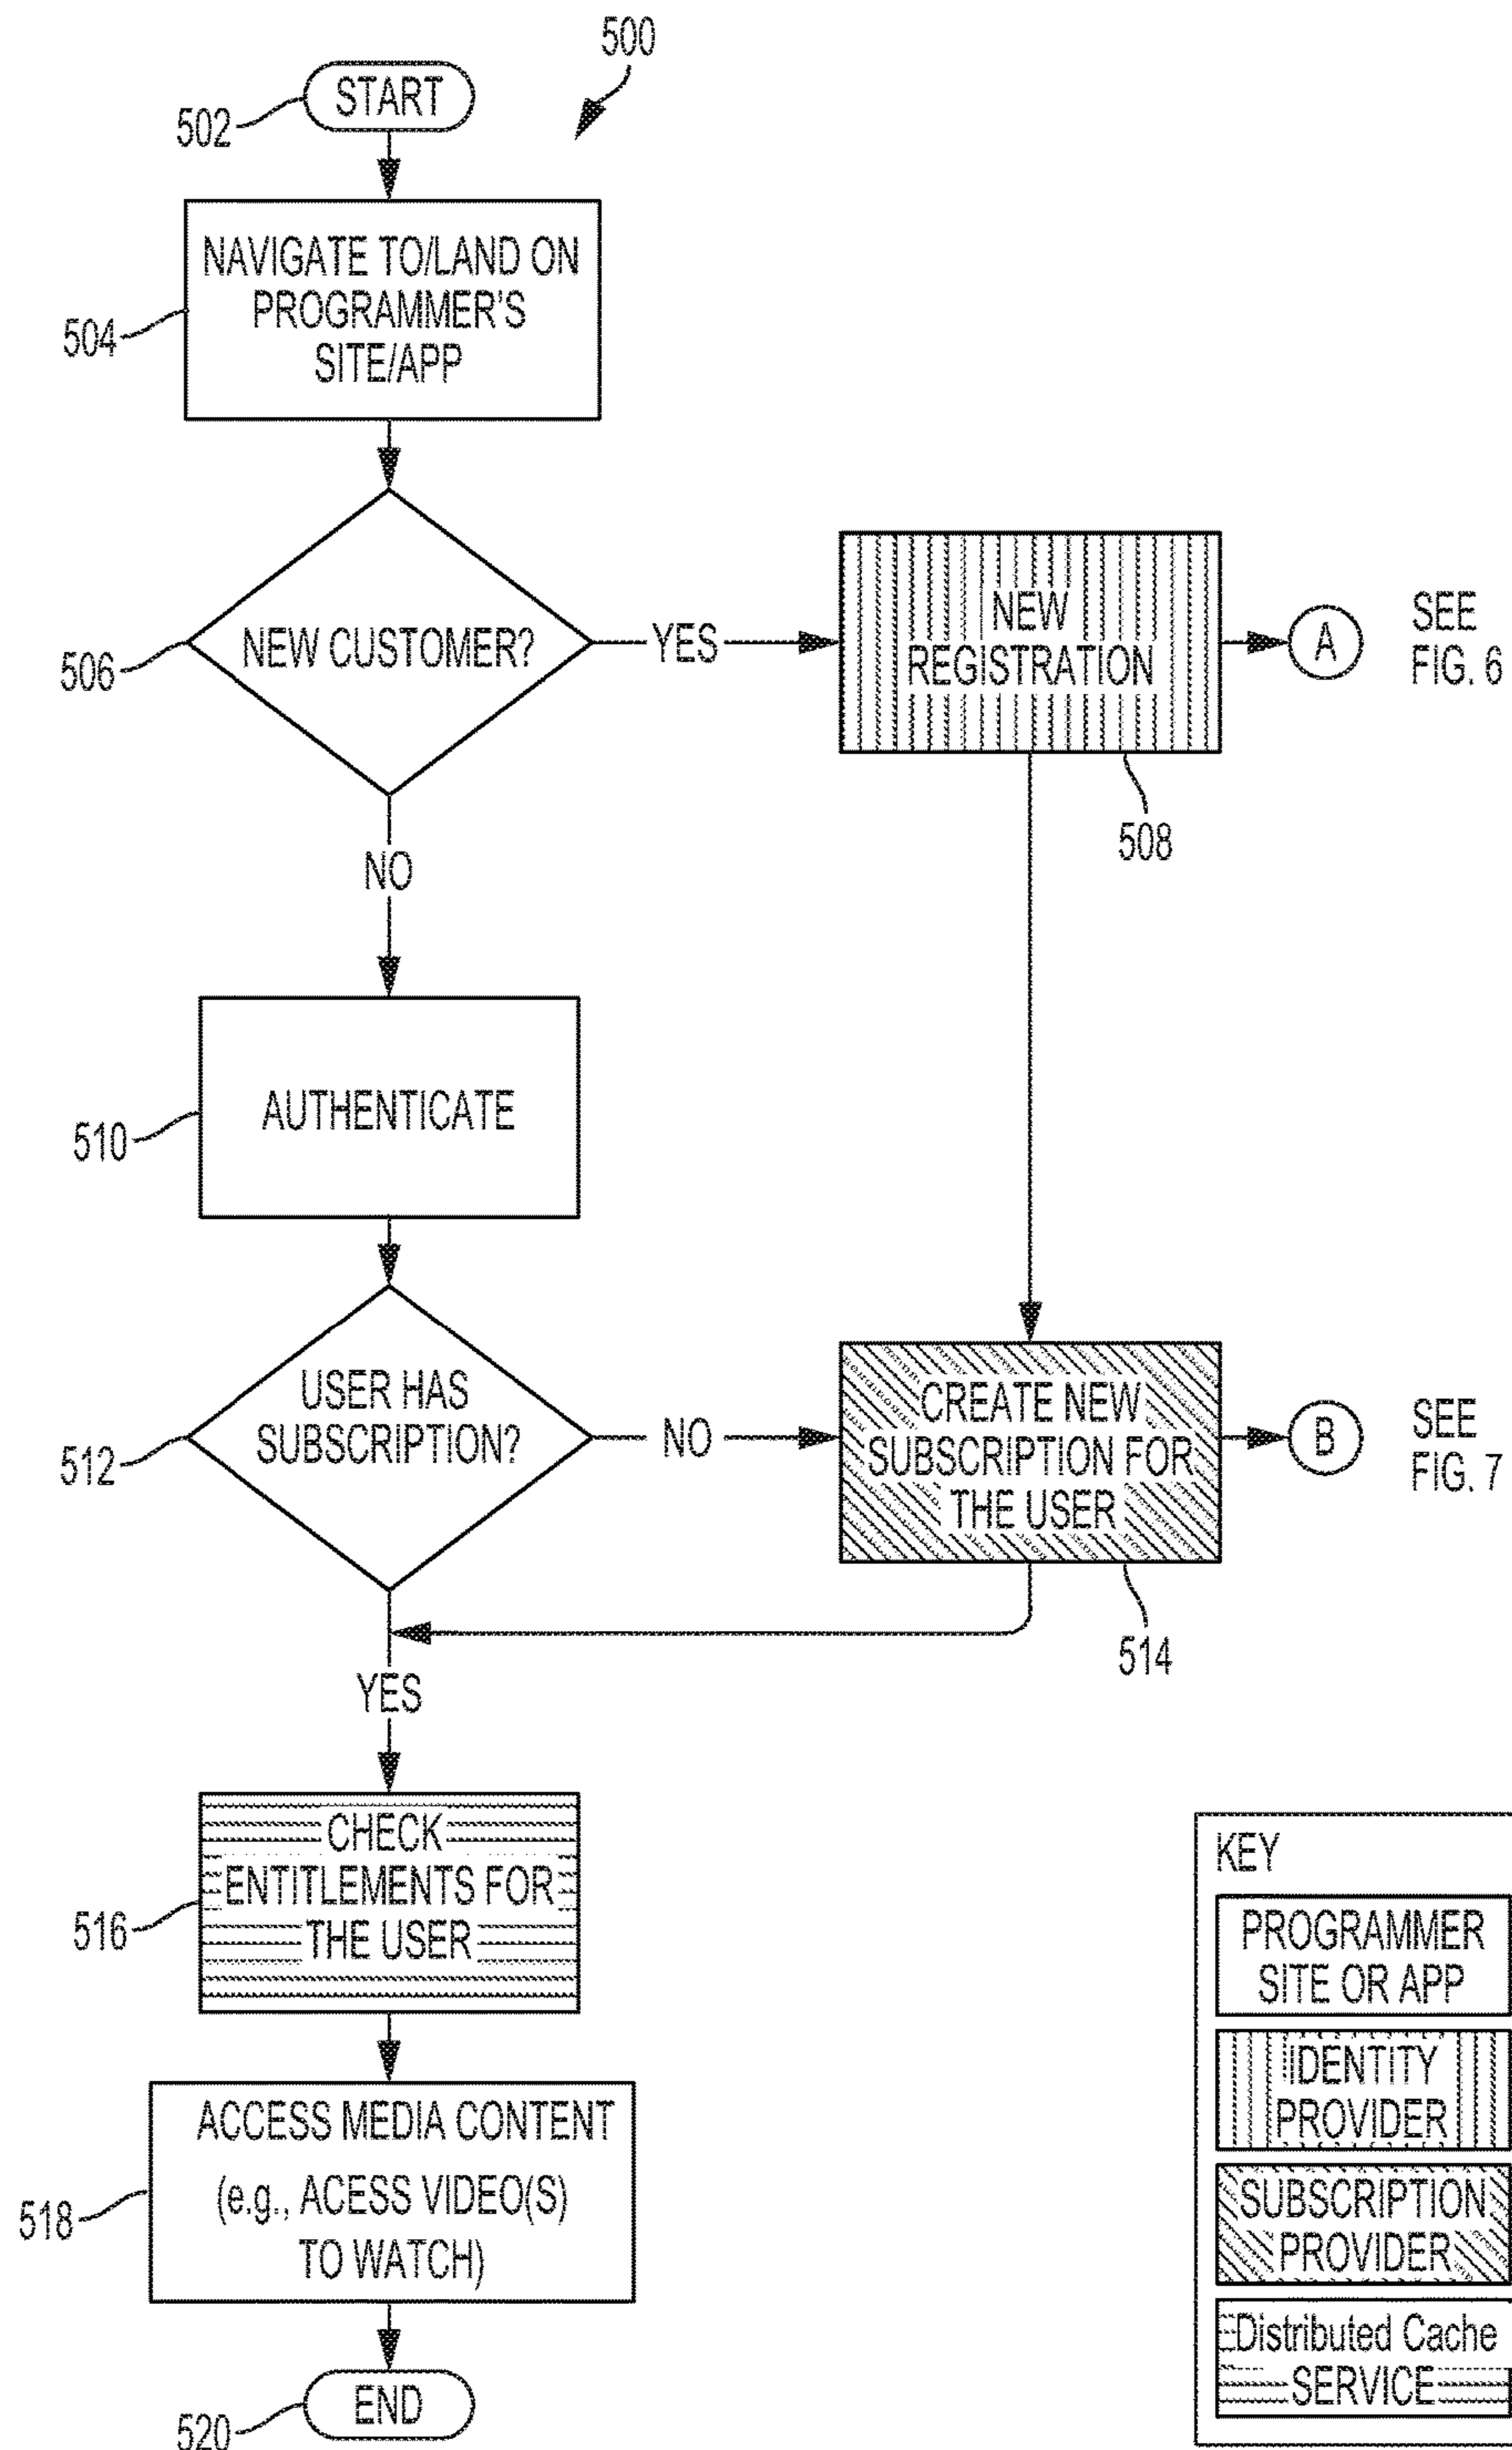 500
START
502
NAVIGATE TO/LAND ON
PROGRAMMER'S
SITE/APP
504
NEW CUSTOMER?
506
YES
NEW
REGISTRATION
508
A
SEE
FIG. 6
NO
AUTHENTICATE
510
USER HAS
SUBSCRIPTION?
512
NO
CREATE NEW
SUBSCRIPTION FOR
THE USER
514
B
SEE
FIG. 7
YES
CHECK
ENTITLEMENTS FOR
THE USER
516
ACCESS MEDIA CONTENT
(e.g., ACESS VIDEO(S)
TO WATCH)
518
END
520
KEY
PROGRAMMER
SITE OR APP
IDENTITY
PROVIDER
SUBSCRIPTION
PROVIDER
Distributed Cache
SERVICE